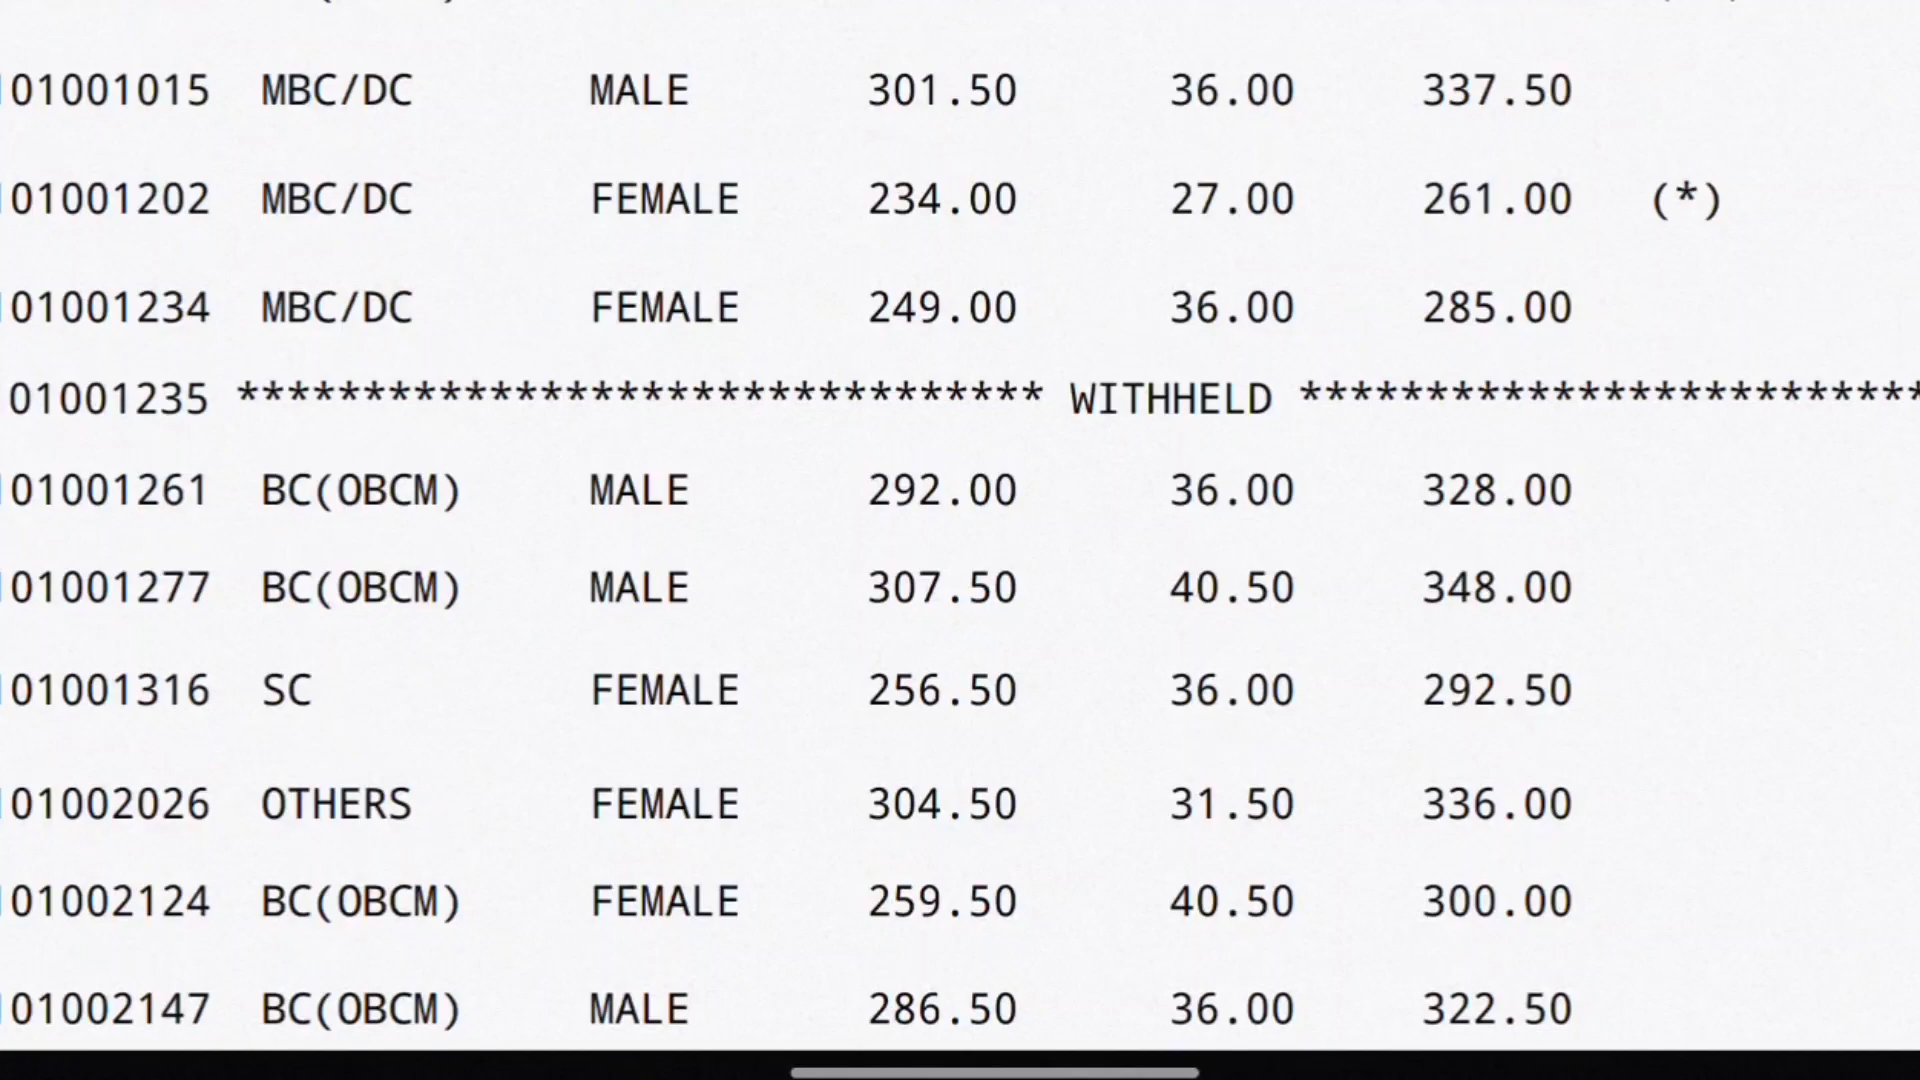 01001015 MBC/DC MALE 301.50 36.00 337.50
01001202 MBC/DC FEMALE 234.00 27.00 261.00 (*)
01001234 MBC/DC FEMALE 249.00 36.00 285.00
01001235 ******************************** WITHHELD *************************
01001261 BC(OBCM) MALE 292.00 36.00 328.00
01001277 BC(OBCM) MALE 307.50 40.50 348.00
01001316 SC FEMALE 256.50 36.00 292.50
01002026 OTHERS FEMALE 304.50 31.50 336.00
01002124 BC(OBCM) FEMALE 259.50 40.50 300.00
01002147 BC(OBCM) MALE 286.50 36.00 322.50